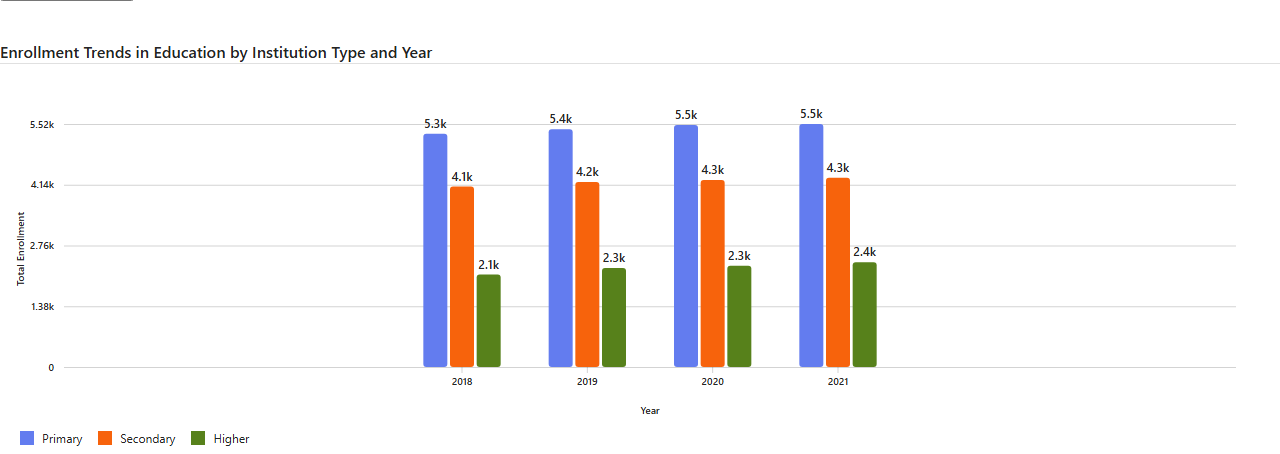 Enrollment Trends in Education by Institution Type and Year
5.52k
4.14k
2.76k
1.38k
0
Total Enrollment
5.3k
4.1k
2.1k
5.4k
4.2k
2.3k
5.5k
4.3k
2.3k
5.5k
4.3k
2.4k
2018
2019
2020
2021
Year
Primary
Secondary
Higher